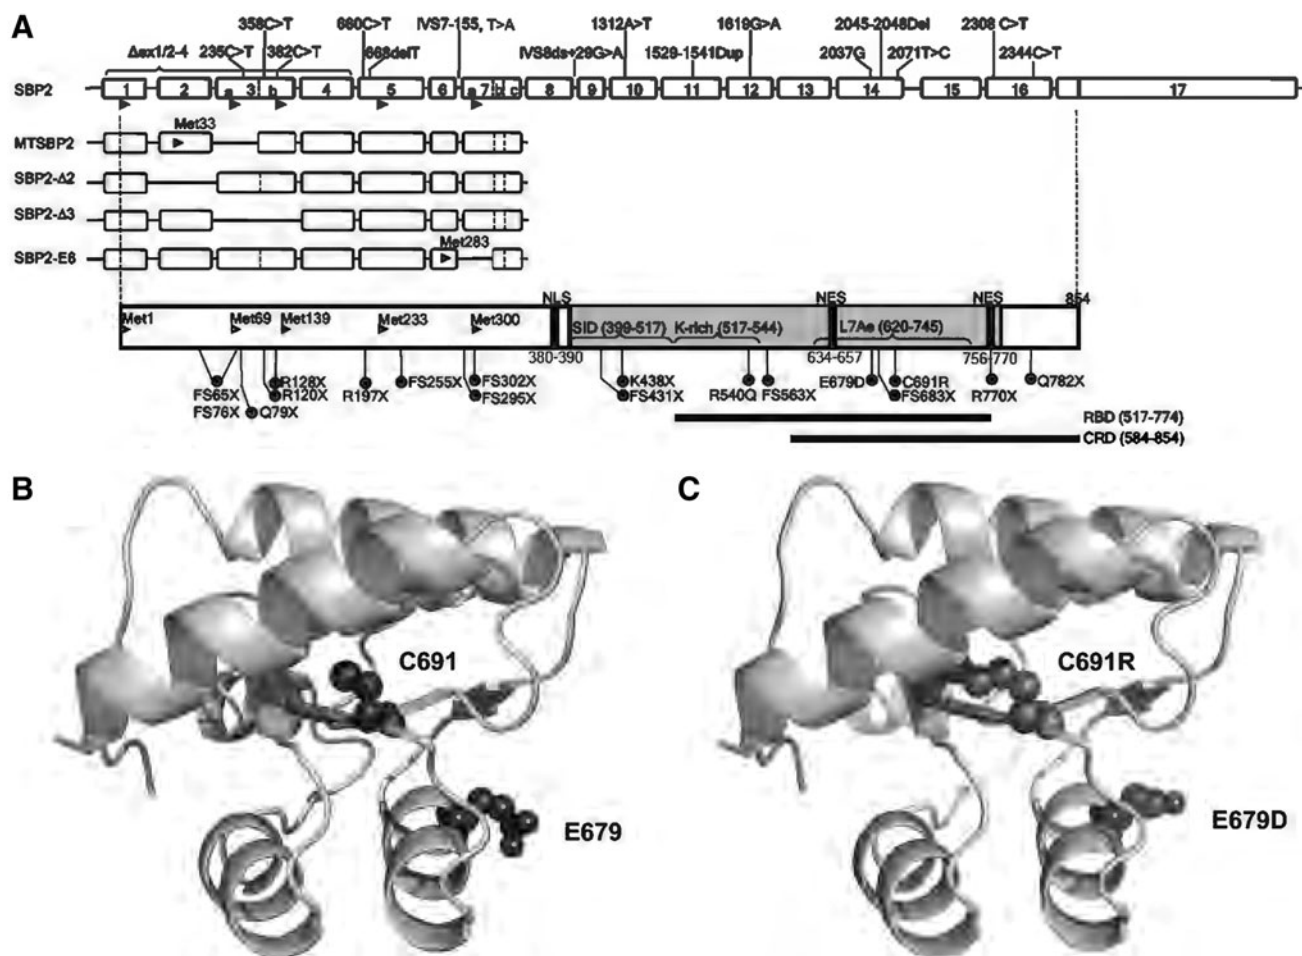 A
358C>T
660C>T
IVS7-155, T>A
1312A>T
1619G>A
2045-2048Del
2308 C>T
Δex1/2-4
235C>T
382C>T
668delT
IVS8ds+29G>A
1529-1541Dup
2037G
2071T>C
2344C>T
SBP2
1 2 a 3 b 4 5 6 a 7 b c 8 9 10 11 12 13 14 15 16 17
Met33
MTSBP2
SBP2-Δ2
SBP2-Δ3
Met283
SBP2-E6
NLS NES NES 854
Met1 Met69 Met139 Met233 Met300
SID (399-517) K-rich (517-544) L7Ae (620-745)
380-390 634-657 756-770
R128X FS255X FS302X K438X E679D C691R Q782X
FS65X R120X R197X FS295X FS431X R540Q FS563X FS683X R770X
FS76X Q79X
RBD (517-774)
CRD (584-854)
B
C
C691
C691R
E679
E679D